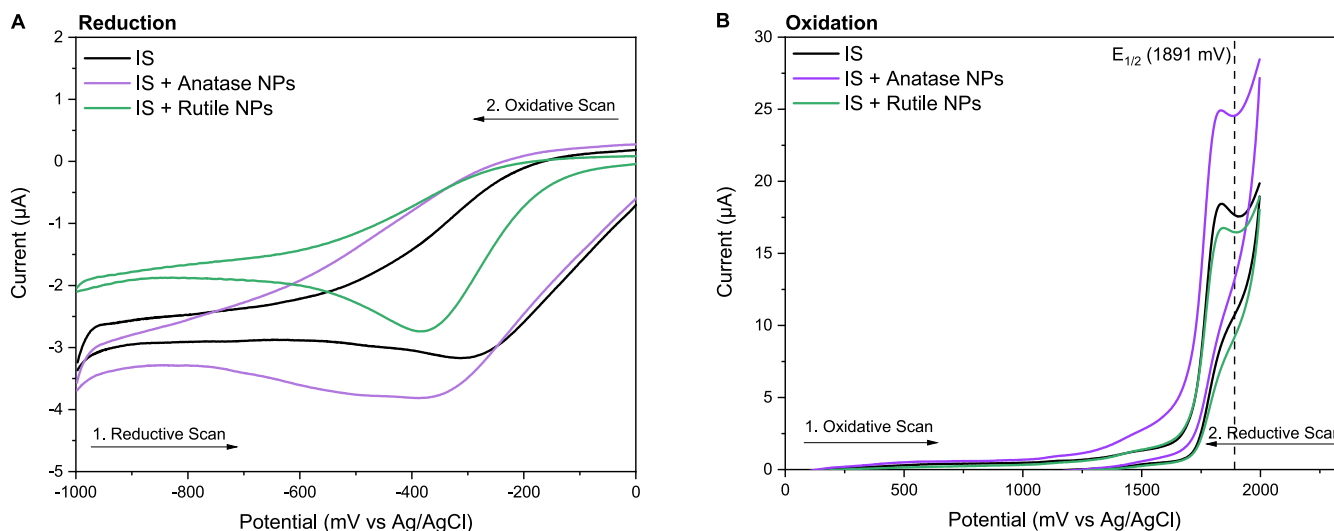 A
Reduction
2
1
0
-1
-2
-3
-4
-5
Current (µA)
IS
IS + Anatase NPs
IS + Rutile NPs
2. Oxidative Scan
1. Reductive Scan
-1000
-800
-600
-400
-200
0
Potential (mV vs Ag/AgCl)
B
Oxidation
30
25
20
15
10
5
0
Current (µA)
IS
IS + Anatase NPs
IS + Rutile NPs
E1/2 (1891 mV)
1. Oxidative Scan
2. Reductive Scan
0
500
1000
1500
2000
Potential (mV vs Ag/AgCl)